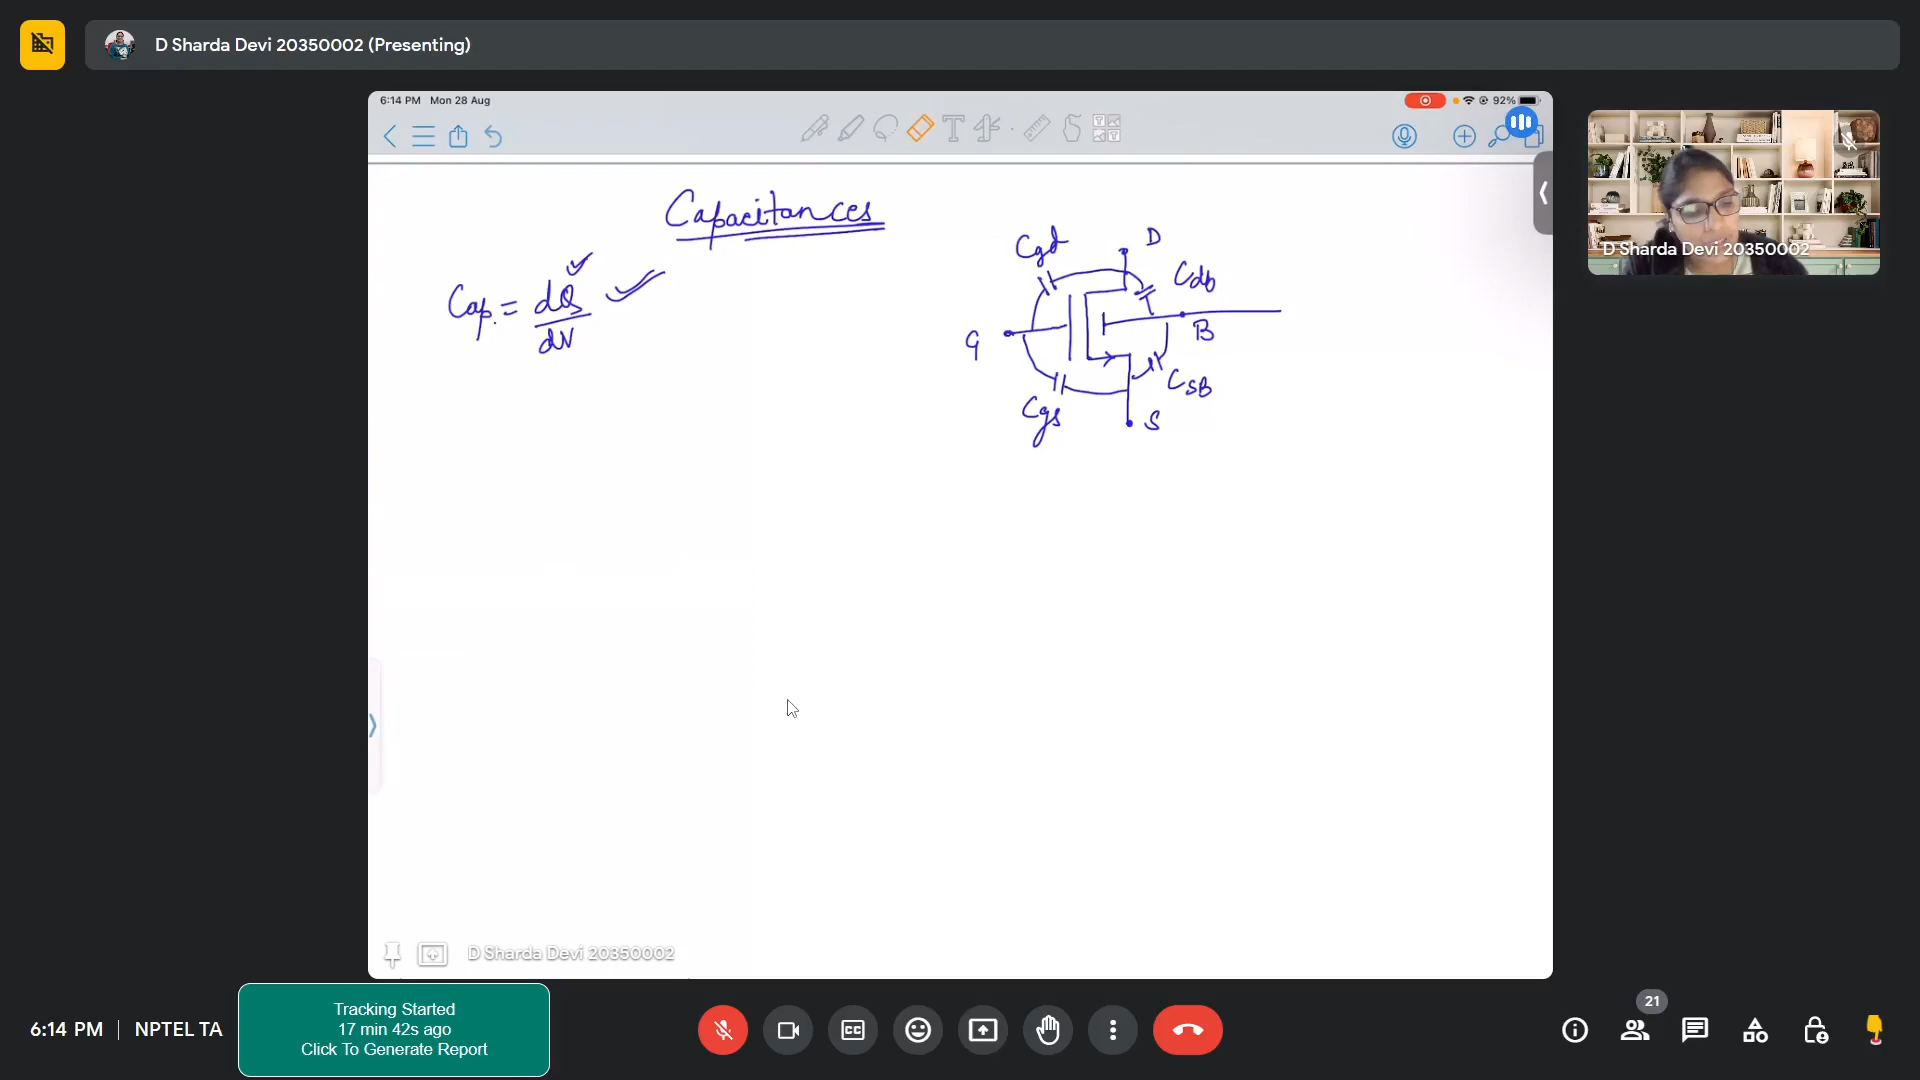 D Sharda Devi 20350002 (Presenting)
6:14 PM Mon 28 Aug
92%
Capacitances
Cap. = dQ/dV
Cgd
D
Cdb
G
B
CSB
Cgs
S
D Sharda Devi 20350002
D Sharda Devi 20350002
6:14 PM | NPTEL TA
Tracking Started
17 min 42s ago
Click To Generate Report
CC
21